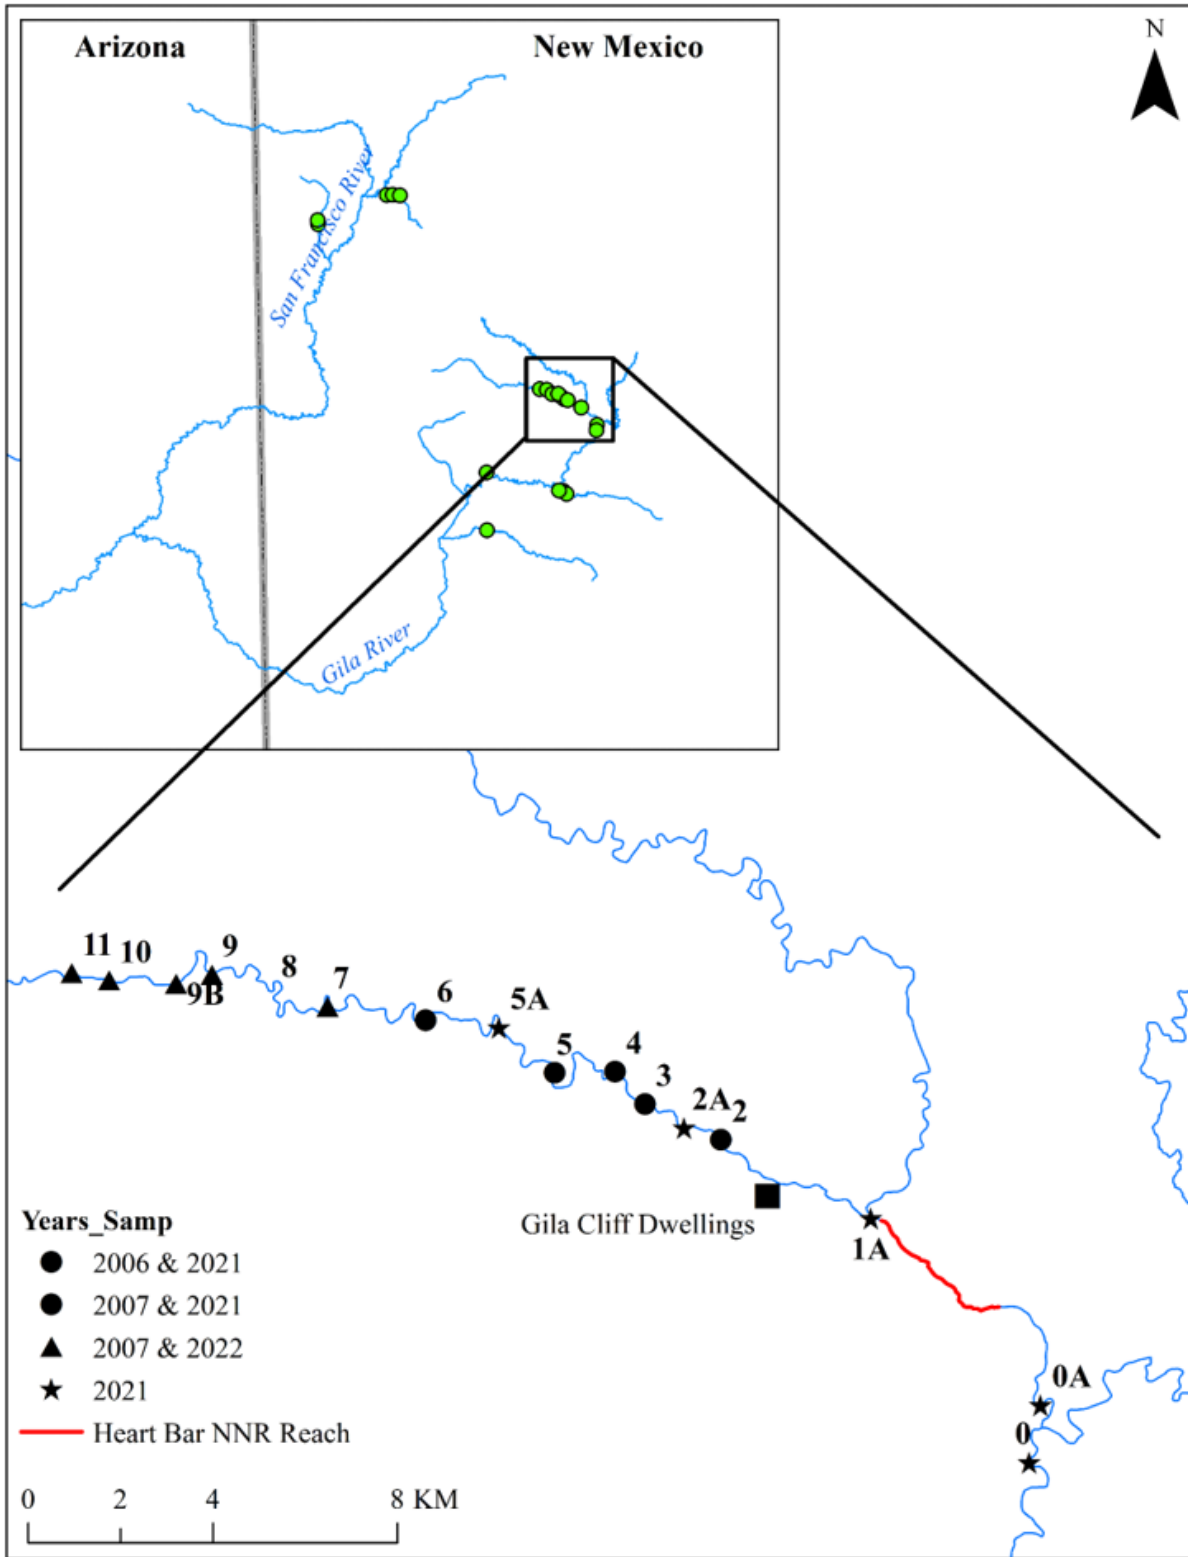 Arizona
New Mexico
N
San Francisco River
Gila River
11
10
9
9B
8
7
6
5A
5
4
3
2A
2
Gila Cliff Dwellings
1A
0A
0
Years_Samp
2006 & 2021
2007 & 2021
2007 & 2022
2021
Heart Bar NNR Reach
0 2 4 8 KM